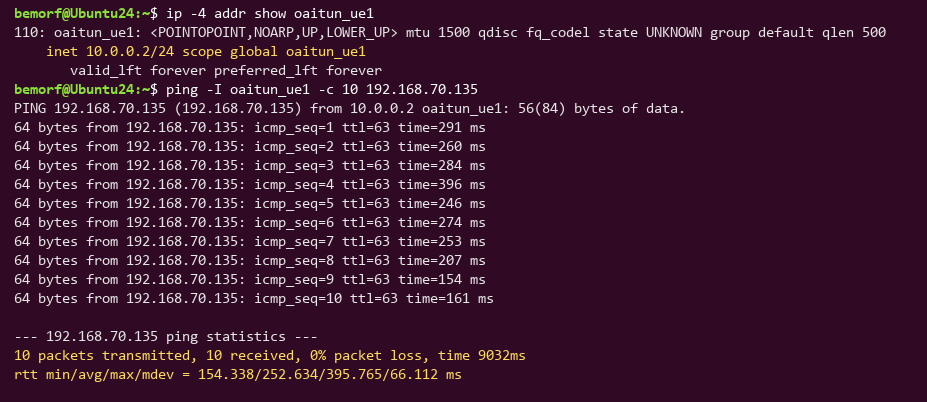 bemorf@Ubuntu24:~$ ip -4 addr show oaitun_ue1
110: oaitun_ue1: <POINTOPOINT,NOARP,UP,LOWER_UP> mtu 1500 qdisc fq_codel state UNKNOWN group default qlen 500
    inet 10.0.0.2/24 scope global oaitun_ue1
       valid_lft forever preferred_lft forever
bemorf@Ubuntu24:~$ ping -I oaitun_ue1 -c 10 192.168.70.135
PING 192.168.70.135 (192.168.70.135) from 10.0.0.2 oaitun_ue1: 56(84) bytes of data.
64 bytes from 192.168.70.135: icmp_seq=1 ttl=63 time=291 ms
64 bytes from 192.168.70.135: icmp_seq=2 ttl=63 time=260 ms
64 bytes from 192.168.70.135: icmp_seq=3 ttl=63 time=284 ms
64 bytes from 192.168.70.135: icmp_seq=4 ttl=63 time=396 ms
64 bytes from 192.168.70.135: icmp_seq=5 ttl=63 time=246 ms
64 bytes from 192.168.70.135: icmp_seq=6 ttl=63 time=274 ms
64 bytes from 192.168.70.135: icmp_seq=7 ttl=63 time=253 ms
64 bytes from 192.168.70.135: icmp_seq=8 ttl=63 time=207 ms
64 bytes from 192.168.70.135: icmp_seq=9 ttl=63 time=154 ms
64 bytes from 192.168.70.135: icmp_seq=10 ttl=63 time=161 ms

--- 192.168.70.135 ping statistics ---
10 packets transmitted, 10 received, 0% packet loss, time 9032ms
rtt min/avg/max/mdev = 154.338/252.634/395.765/66.112 ms